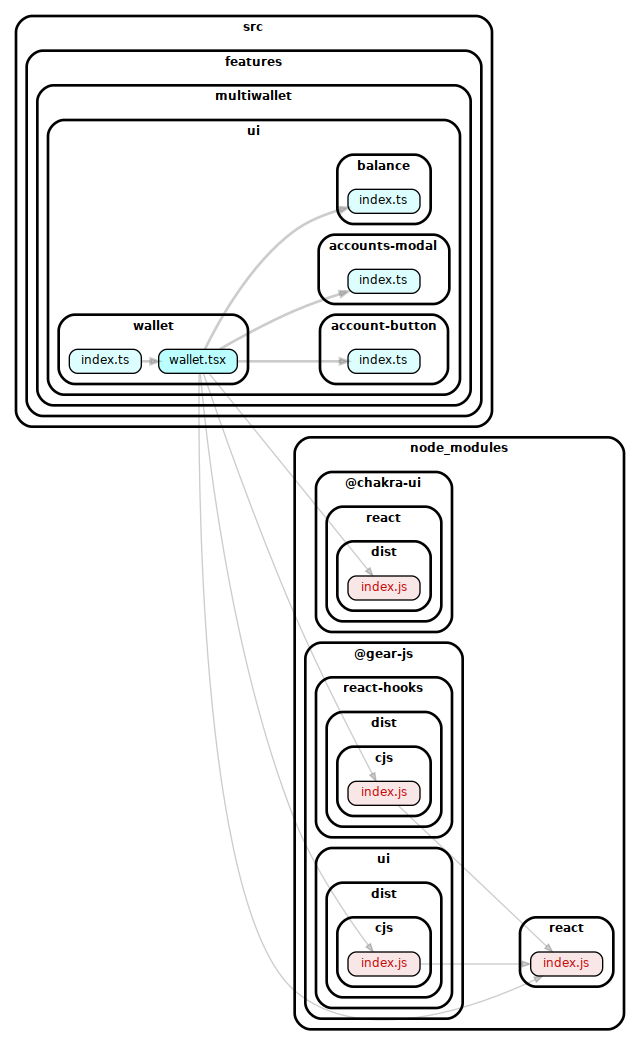 src
features
multiwallet
ui
balance
index.ts
accounts-modal
index.ts
wallet
account-button
index.ts
wallet.tsx
index.ts
node_modules
@chakra-ui
react
dist
index.js
@gear-js
react-hooks
dist
cjs
index.js
ui
dist
cjs
react
index.js
index.js